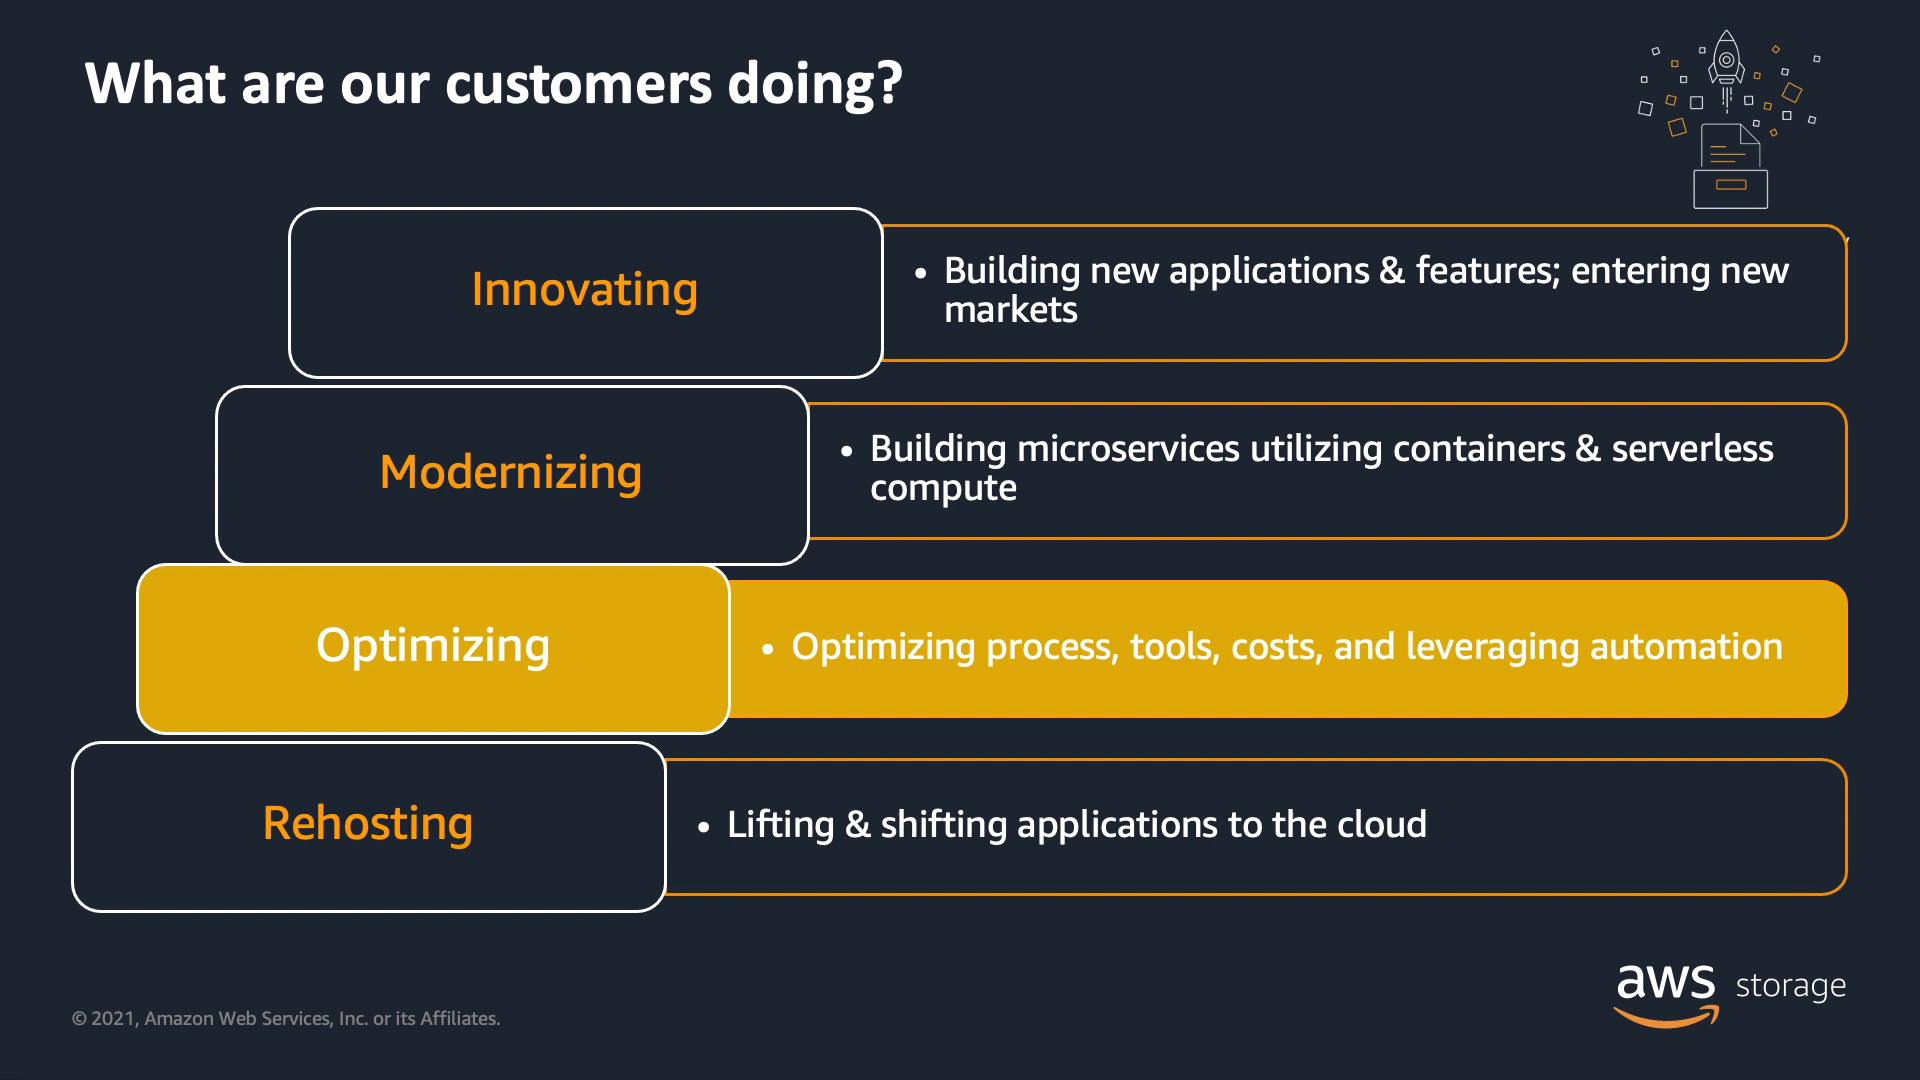 What are our customers doing?
Innovating
• Building new applications & features; entering new
markets
Modernizing
• Building microservices utilizing containers & serverless
compute
Optimizing
• Optimizing process, tools, costs, and leveraging automation
Rehosting
• Lifting & shifting applications to the cloud
© 2021, Amazon Web Services, Inc. or its Affiliates.
aws storage